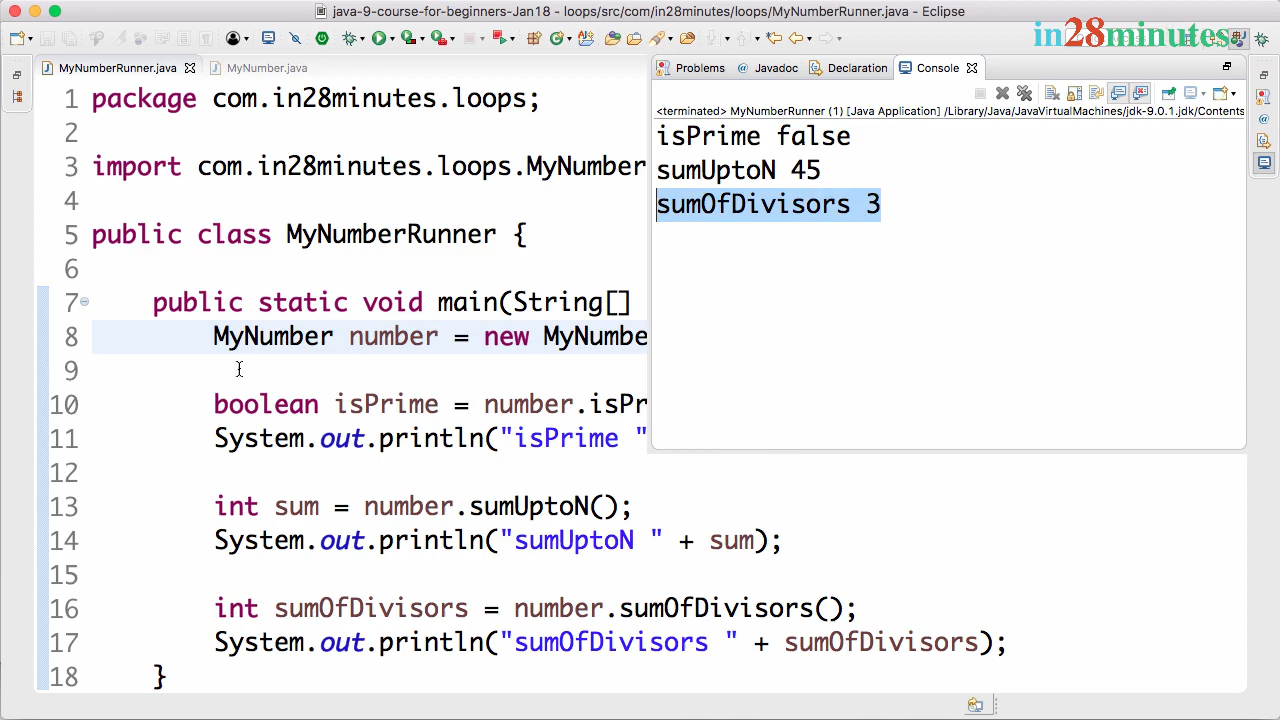 java-9-course-for-beginners-Jan18 - loops/src/com/in28minutes/loops/MyNumberRunner.java - Eclipse
in28minutes
MyNumberRunner.java
MyNumber.java
1 package com.in28minutes.loops;
2
3 import com.in28minutes.loops.MyNumber
4
5 public class MyNumberRunner {
6
7 public static void main(String[]
8 MyNumber number = new MyNumbe
9
10 boolean isPrime = number.isPr
11 System.out.println("isPrime "
12
13 int sum = number.sumUptoN();
14 System.out.println("sumUptoN " + sum);
15
16 int sumOfDivisors = number.sumOfDivisors();
17 System.out.println("sumOfDivisors " + sumOfDivisors);
18 }
Problems @ Javadoc Declaration Console
<terminated> MyNumberRunner (1) [Java Application] /Library/Java/JavaVirtualMachines/jdk-9.0.1.jdk/Contents
isPrime false
sumUptoN 45
sumOfDivisors 3